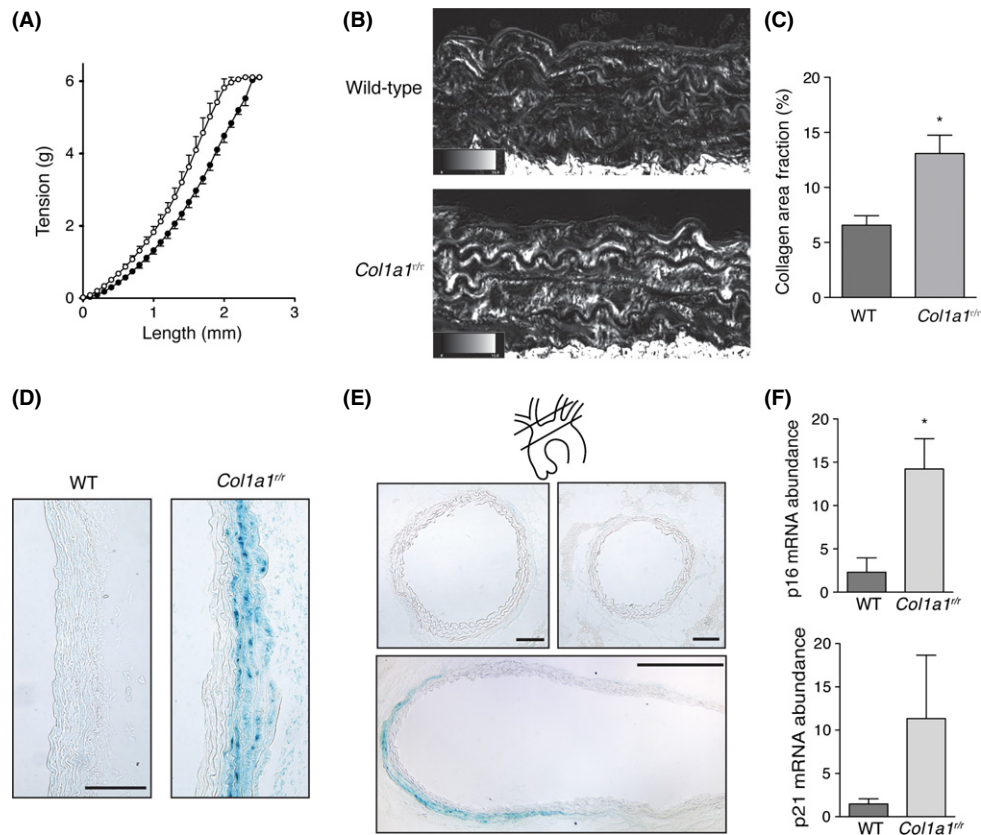 (A)
Tension (g)
6
4
2
0
0 1 2 3
Length (mm)
(B)
Wild-type
Col1a1r/r
(C)
Collagen area fraction (%)
20
15
10
5
0
*
WT Col1a1r/r
(D)
WT Col1a1r/r
(E)
(F)
p16 mRNA abundance
20
15
10
5
0
*
WT Col1a1r/r
p21 mRNA abundance
20
15
10
5
0
WT Col1a1r/r